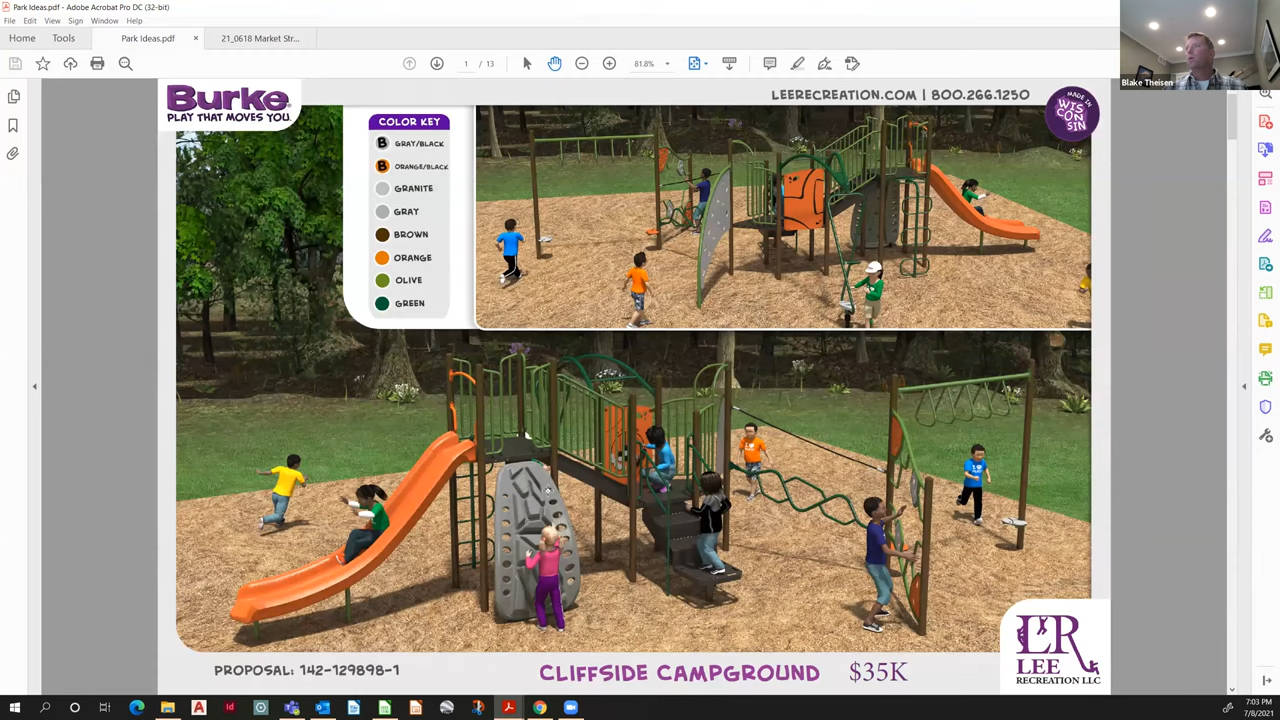 Park Ideas.pdf - Adobe Acrobat Pro DC (32-bit)
File Edit View Sign Window Help
Home Tools Park Ideas.pdf × 21_0618 Market Str...
1 / 13 81.8%
Blake Theisen
Burke
PLAY THAT MOVES YOU.
LEERECREATION.COM | 800.266.1250
MADE IN
WIS
CON
SIN
COLOR KEY
B GRAY/BLACK
B ORANGE/BLACK
GRANITE
GRAY
BROWN
ORANGE
OLIVE
GREEN
PROPOSAL: 142-129898-1
CLIFFSIDE CAMPGROUND $35K
LR
LEE
RECREATION LLC
7:03 PM
7/8/2021